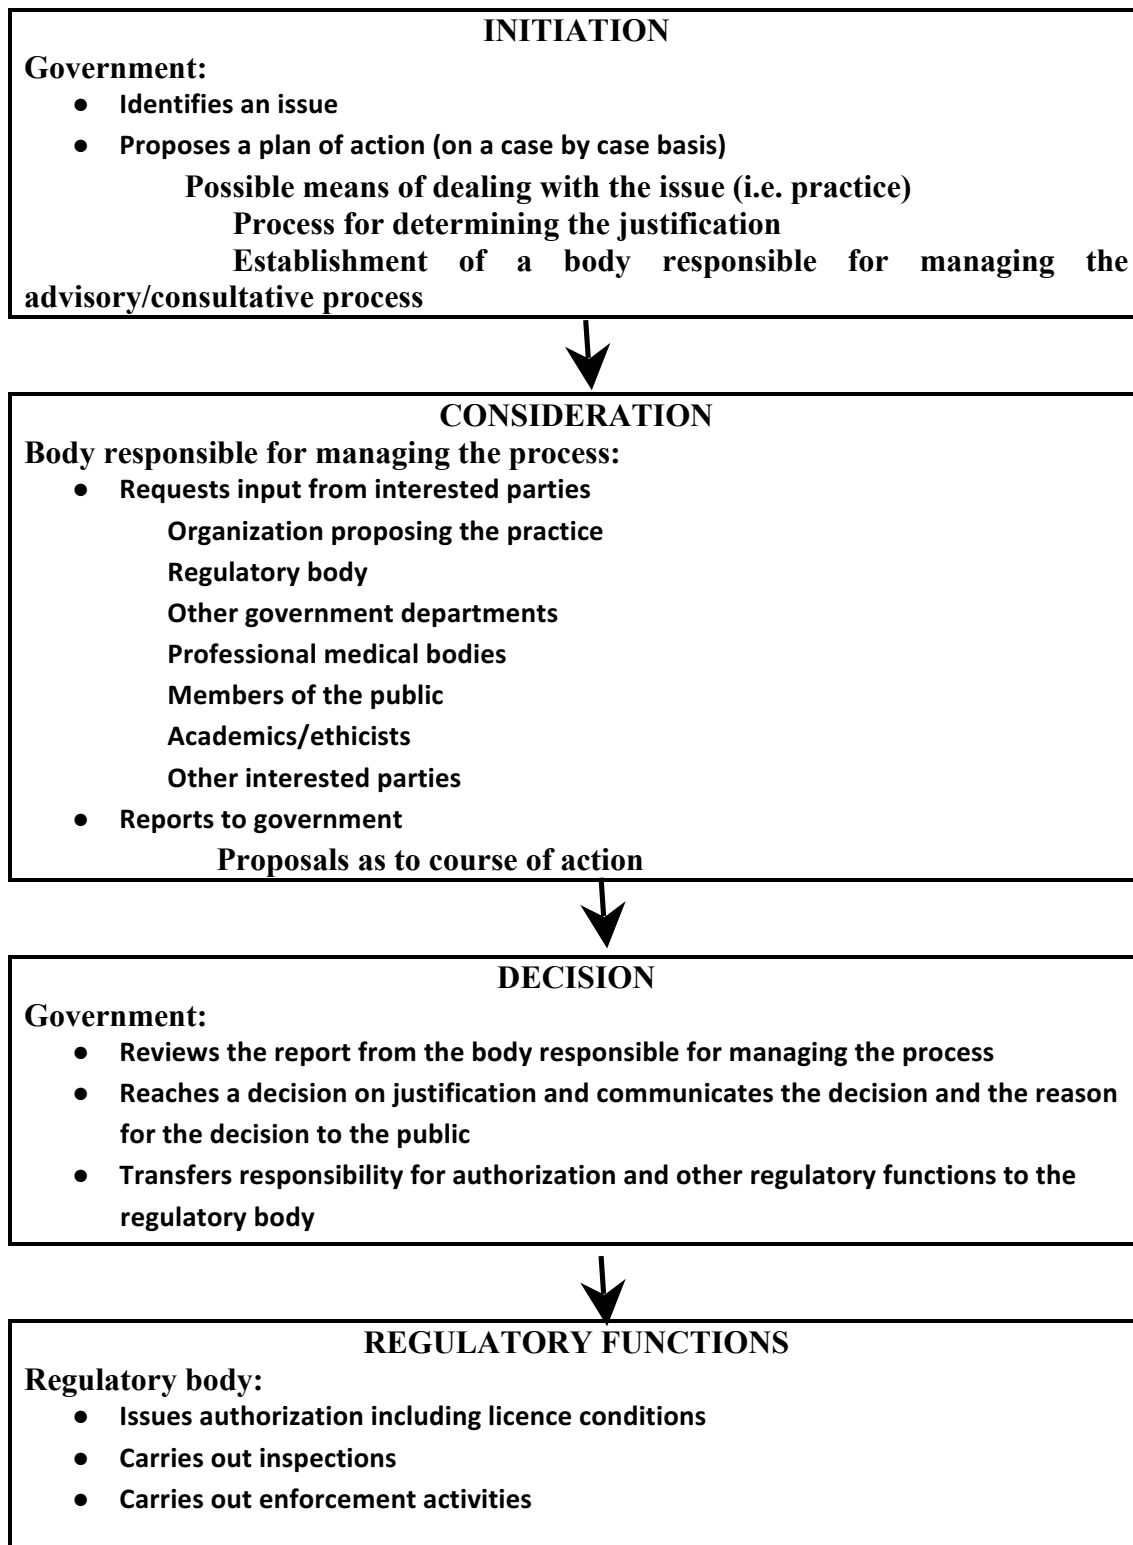 INITIATION
Government:
● Identifies an issue
● Proposes a plan of action (on a case by case basis)
Possible means of dealing with the issue (i.e. practice)
Process for determining the justification
Establishment of a body responsible for managing the
advisory/consultative process
CONSIDERATION
Body responsible for managing the process:
● Requests input from interested parties
Organization proposing the practice
Regulatory body
Other government departments
Professional medical bodies
Members of the public
Academics/ethicists
Other interested parties
● Reports to government
Proposals as to course of action
DECISION
Government:
● Reviews the report from the body responsible for managing the process
● Reaches a decision on justification and communicates the decision and the reason
for the decision to the public
● Transfers responsibility for authorization and other regulatory functions to the
regulatory body
REGULATORY FUNCTIONS
Regulatory body:
● Issues authorization including licence conditions
● Carries out inspections
● Carries out enforcement activities